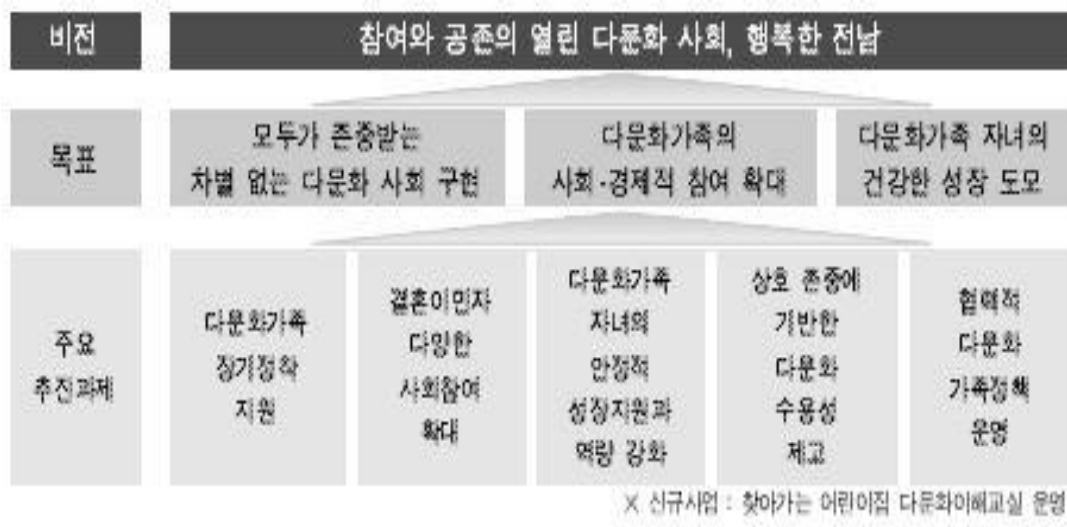 비전
참여와 공존의 열린 다문화 사회, 행복한 전남
목표
모두가 존중받는
차별 없는 다문화 사회 구현
다문화가족의
사회·경제적 참여 확대
다문화가족 자녀의
건강한 성장 도모
주요
추진과제
다문화가족
장기정착
지원
결혼이민자
다양한
사회참여
확대
다문화가족
자녀의
안정적
성장지원과
역량 강화
상호 존중에
기반한
다문화
수용성
제고
협력적
다문화
가족정책
운영
※ 신규사업 : 찾아가는 어린이집 다문화이해교실 운영